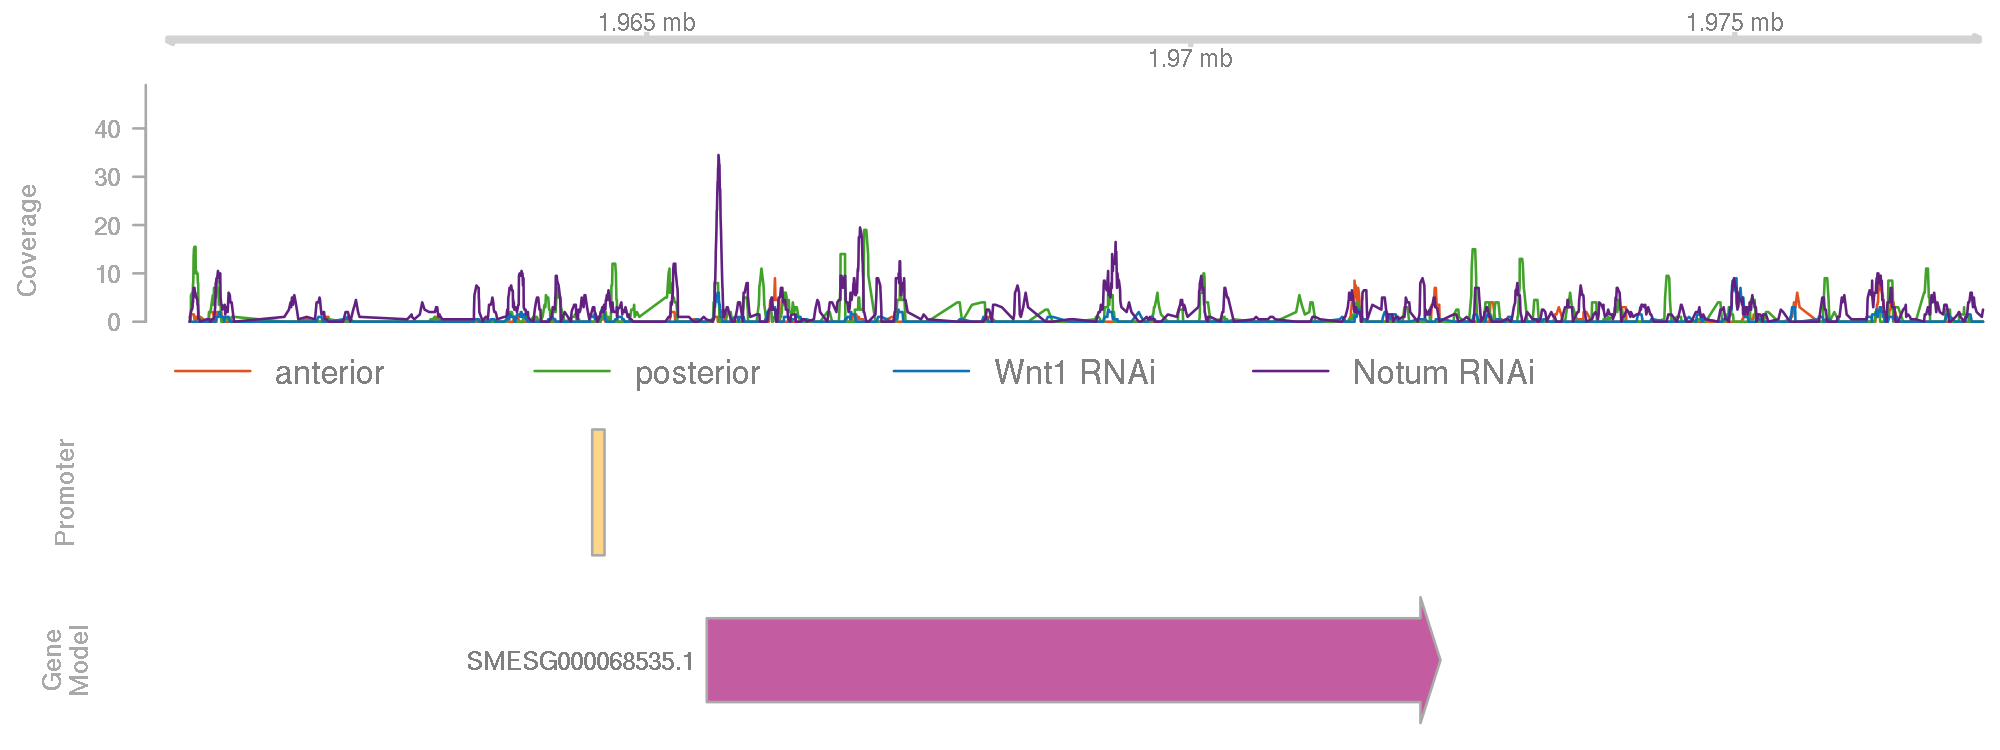 1.965 mb
1.975 mb
1.97 mb
Coverage
40
30
20
10
0
anterior
posterior
Wnt1 RNAi
Notum RNAi
Promoter
Gene
Model
SMESG000068535.1